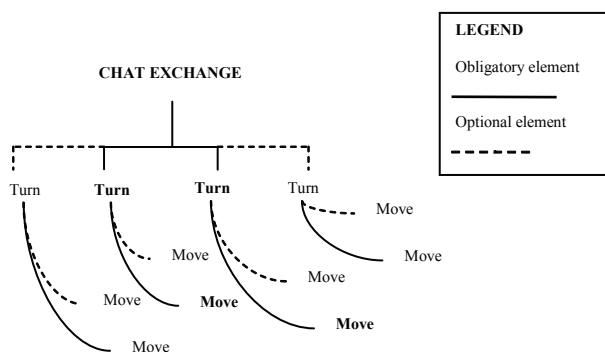 LEGEND
Obligatory element
Optional element
CHAT EXCHANGE
Turn Turn Turn Turn
Move
Move
Move
Move
Move Move
Move
Move